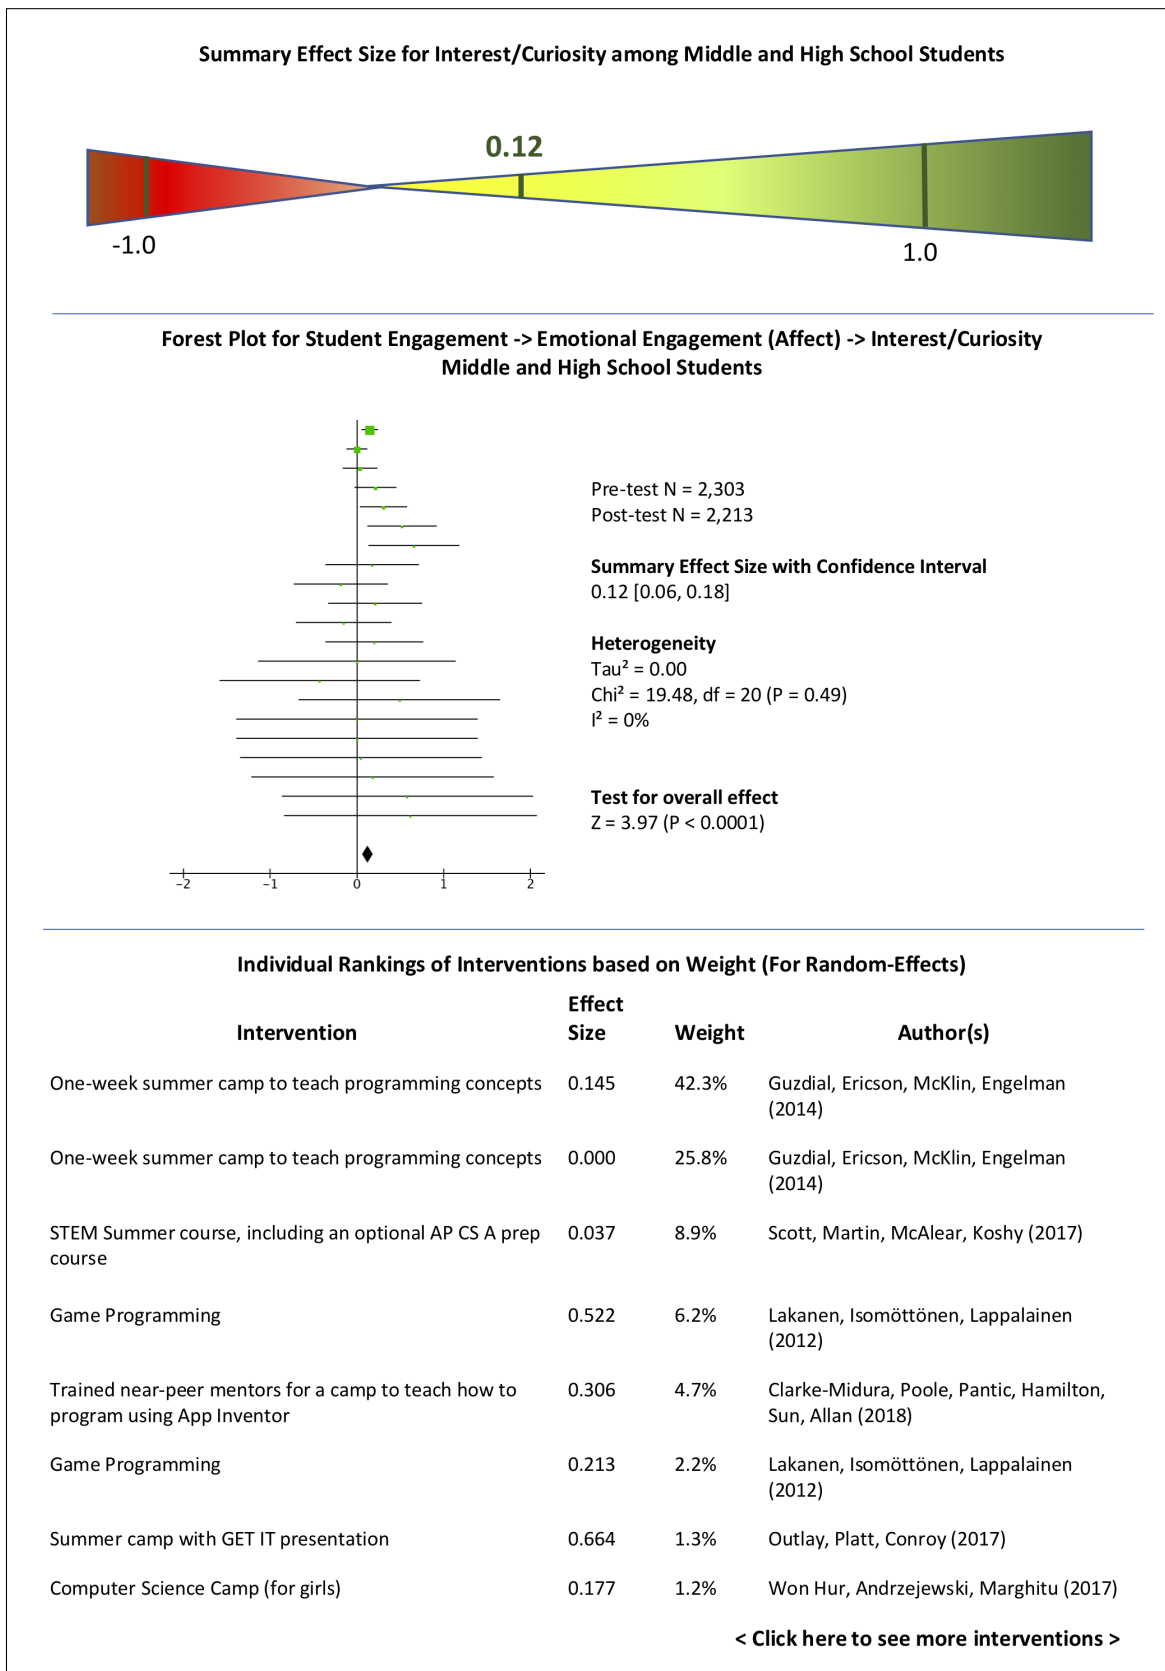 Summary Effect Size for Interest/Curiosity among Middle and High School Students
0.12
-1.0
1.0
Forest Plot for Student Engagement -> Emotional Engagement (Affect) -> Interest/Curiosity
Middle and High School Students
Pre-test N = 2,303
Post-test N = 2,213
Summary Effect Size with Confidence Interval
0.12 [0.06, 0.18]
Heterogeneity
Tau² = 0.00
Chi² = 19.48, df = 20 (P = 0.49)
I² = 0%
Test for overall effect
Z = 3.97 (P < 0.0001)
−2 −1 0 1 2
Individual Rankings of Interventions based on Weight (For Random-Effects)
Effect
Intervention Size Weight Author(s)
One-week summer camp to teach programming concepts 0.145 42.3% Guzdial, Ericson, McKlin, Engelman
(2014)
One-week summer camp to teach programming concepts 0.000 25.8% Guzdial, Ericson, McKlin, Engelman
(2014)
STEM Summer course, including an optional AP CS A prep 0.037 8.9% Scott, Martin, McAlear, Koshy (2017)
course
Game Programming 0.522 6.2% Lakanen, Isomöttönen, Lappalainen
(2012)
Trained near-peer mentors for a camp to teach how to 0.306 4.7% Clarke-Midura, Poole, Pantic, Hamilton,
program using App Inventor Sun, Allan (2018)
Game Programming 0.213 2.2% Lakanen, Isomöttönen, Lappalainen
(2012)
Summer camp with GET IT presentation 0.664 1.3% Outlay, Platt, Conroy (2017)
Computer Science Camp (for girls) 0.177 1.2% Won Hur, Andrzejewski, Marghitu (2017)
< Click here to see more interventions >